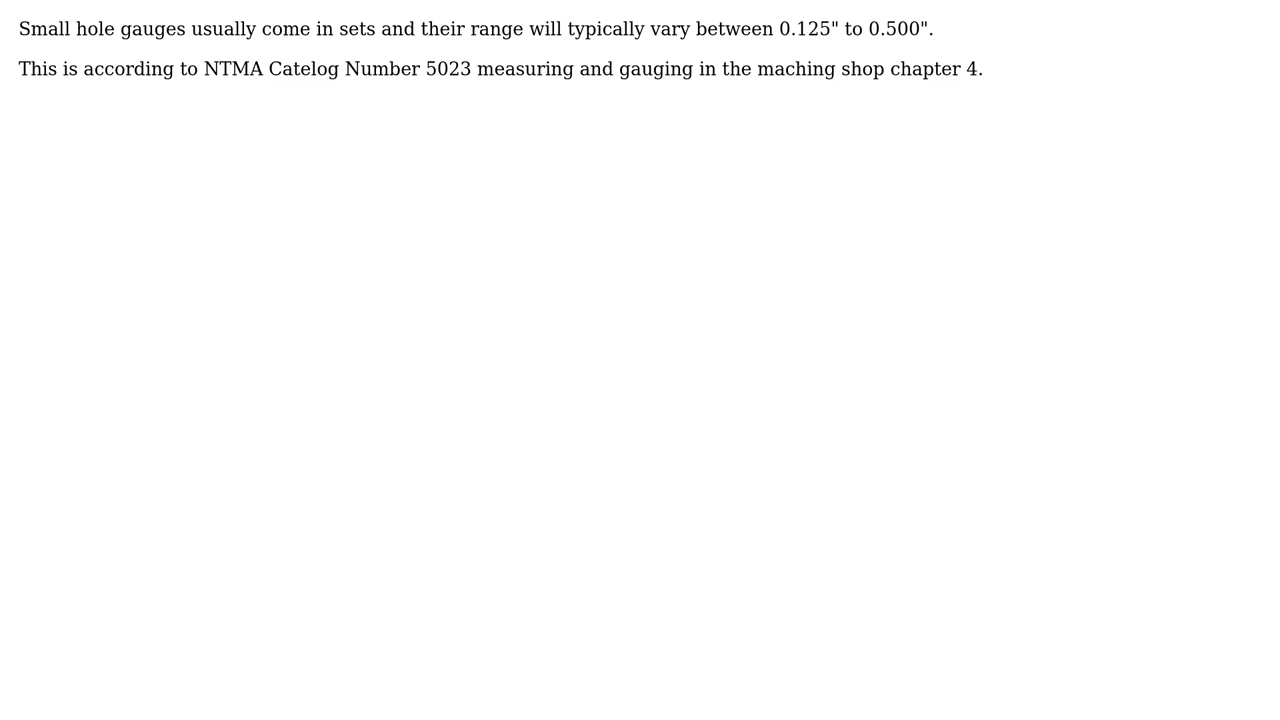 Small hole gauges usually come in sets and their range will typically vary between 0.125" to 0.500".
This is according to NTMA Catelog Number 5023 measuring and gauging in the maching shop chapter 4.